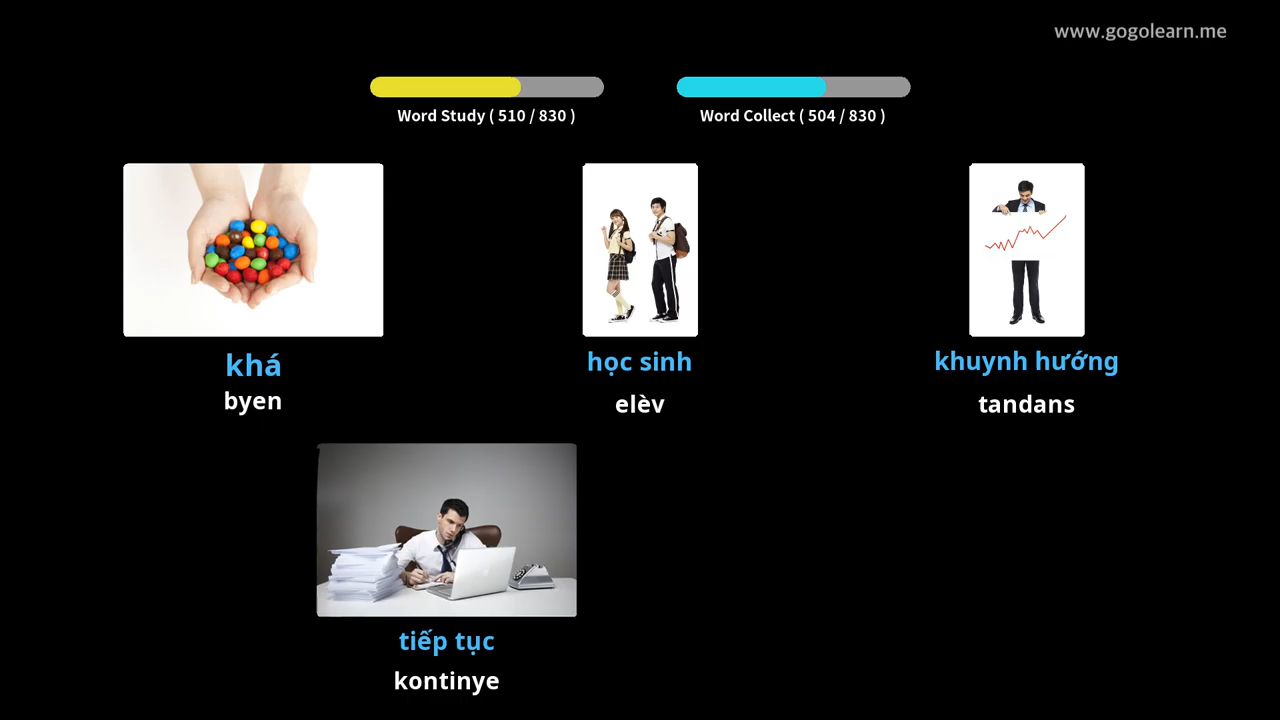 www.gogolearn.me
Word Study ( 510 / 830 )
Word Collect ( 504 / 830 )
khá
byen
học sinh
elèv
khuynh hướng
tandans
tiếp tục
kontinye